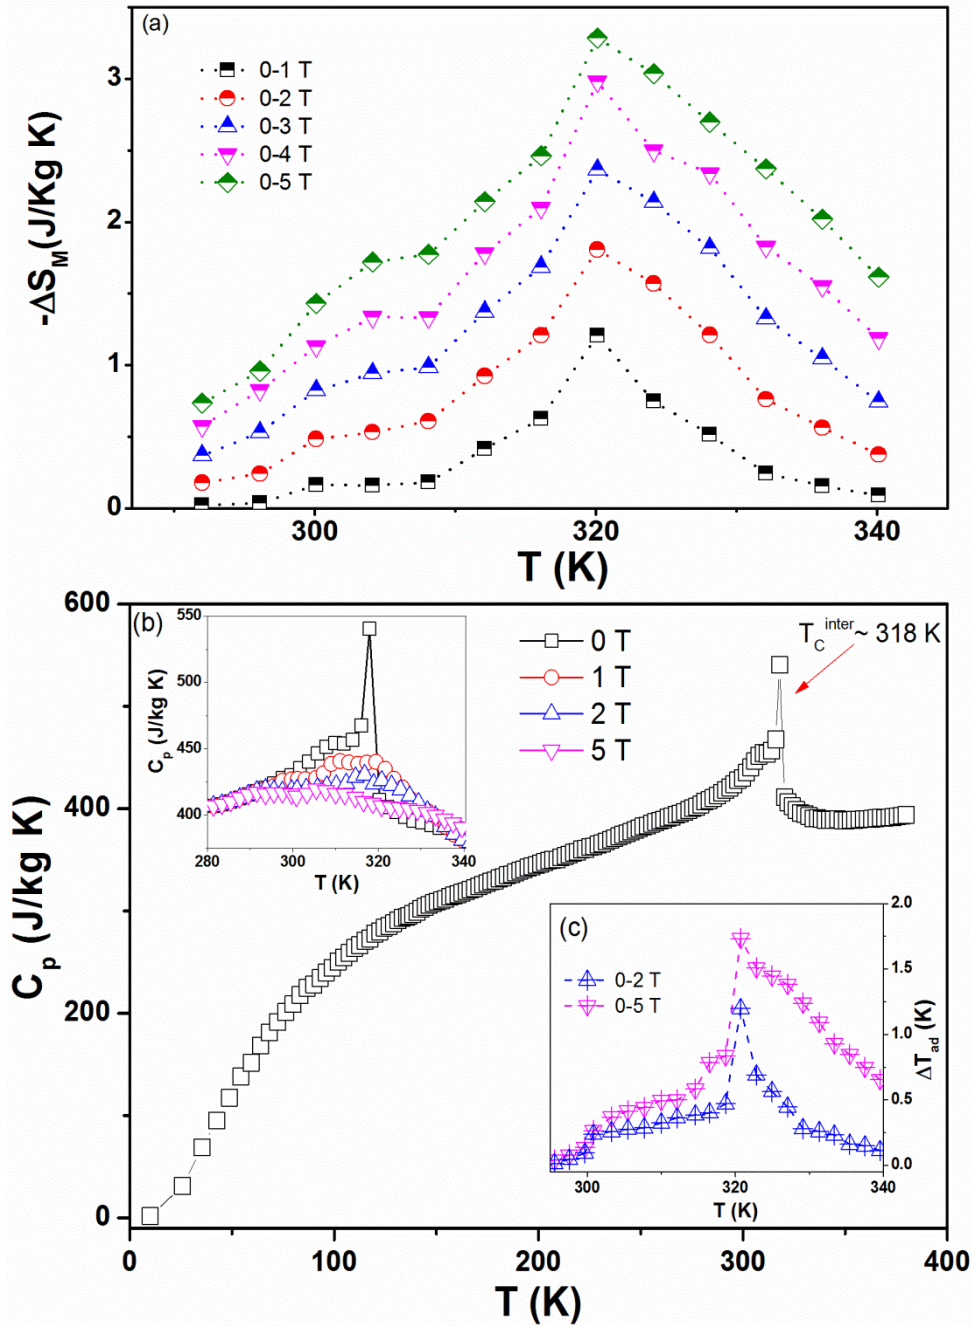 (a)
0-1 T
0-2 T
0-3 T
0-4 T
0-5 T
-ΔS_M(J/Kg K)
3
2
1
0
300
320
340
T (K)
(b)
600
400
200
0
C_p (J/kg K)
0
100
200
300
400
T (K)
0 T
1 T
2 T
5 T
T_C^inter ~ 318 K
550
500
450
400
C_p (J/kg K)
280
300
320
340
T (K)
(c)
0-2 T
0-5 T
2.0
1.5
1.0
0.5
0.0
ΔT_ad (K)
300
320
340
T (K)